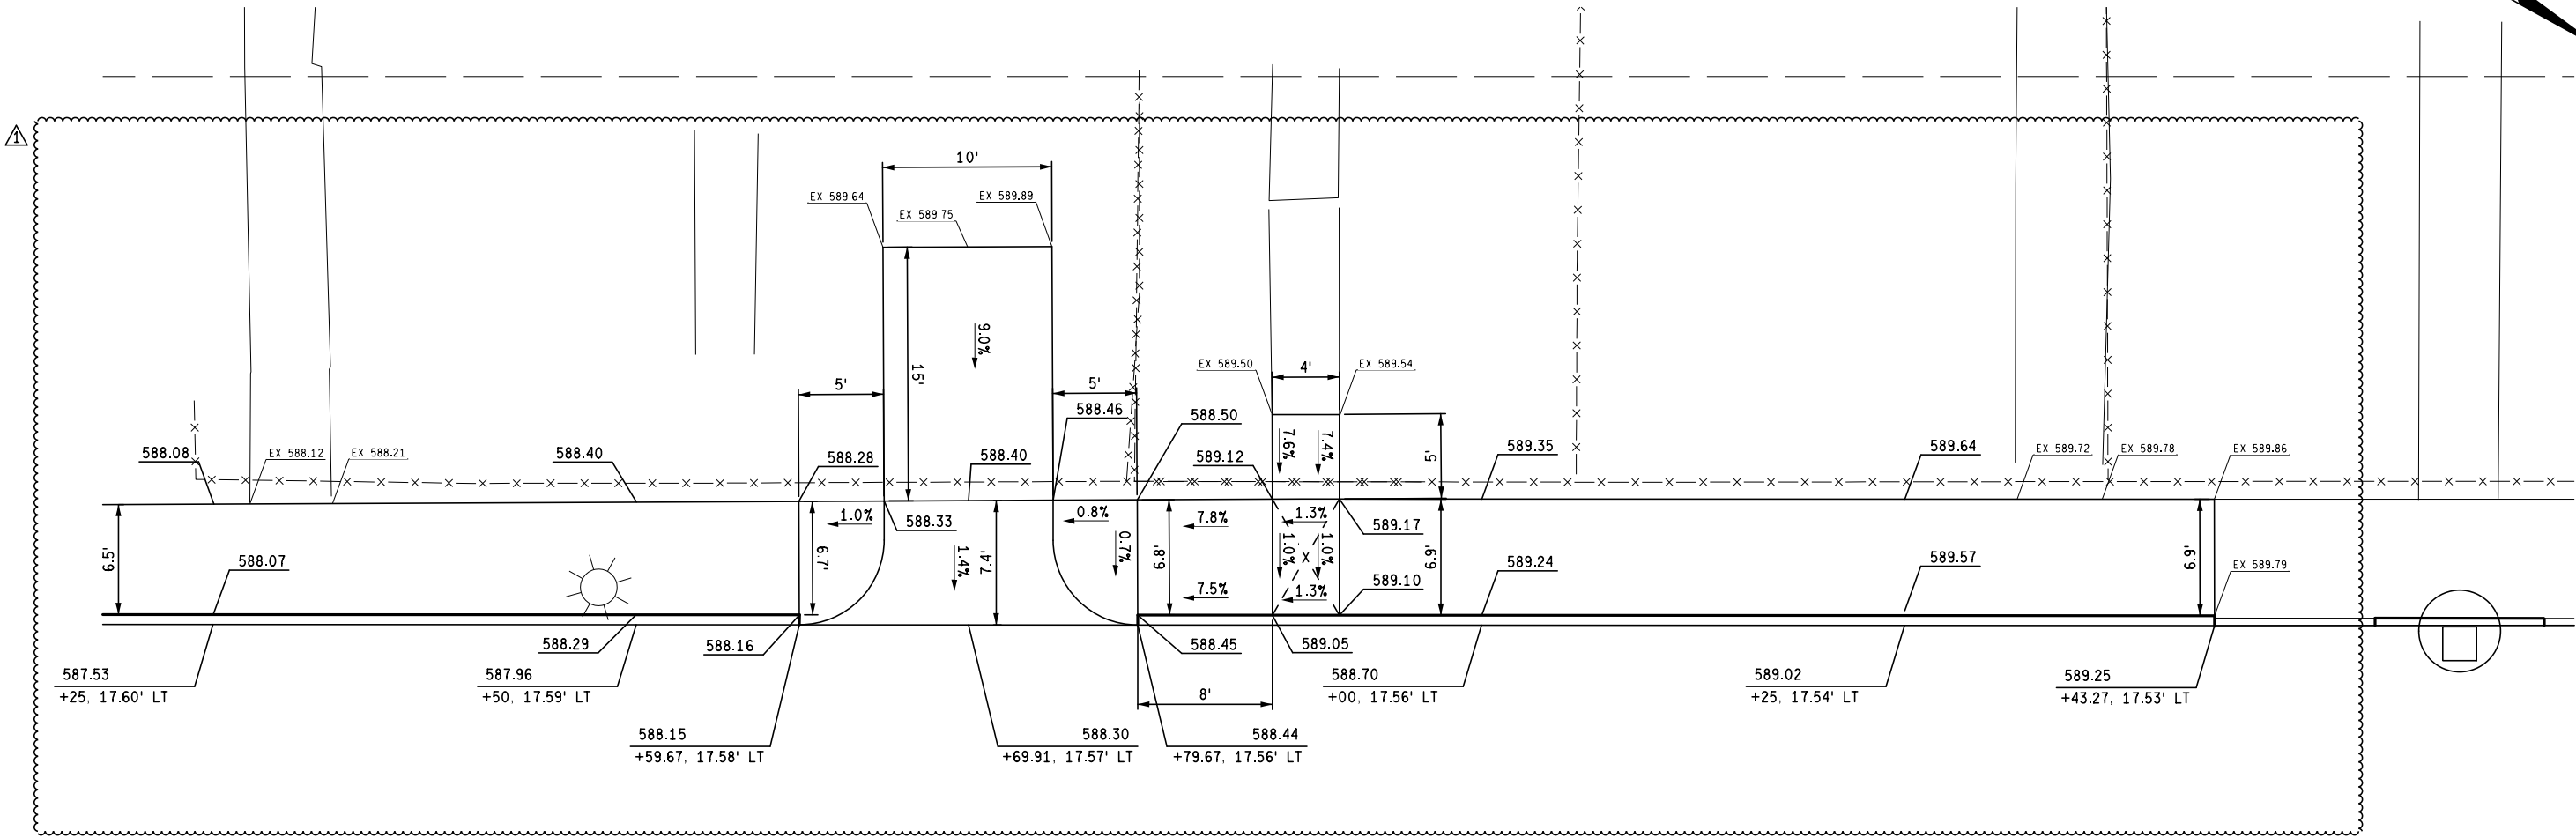 1
10'
EX 589.64
EX 589.75
EX 589.89
9.0%
15'
5'
5'
588.46
588.50
EX 589.50
4'
EX 589.54
7.6%
7.4%
5'
588.08
EX 588.12
EX 588.21
588.40
588.28
588.40
589.12
589.35
589.64
EX 589.72
EX 589.78
EX 589.86
1.0%
588.33
0.8%
7.8%
1.3%
589.17
6.5'
588.07
6.7'
1.4%
7.4'
0.7%
6.8'
7.5%
1.0%
X
1.0%
1.3%
589.10
6.9'
589.24
589.57
6.9'
EX 589.79
588.29
588.16
588.45
589.05
587.53
+25, 17.60' LT
587.96
+50, 17.59' LT
8'
588.70
+00, 17.56' LT
589.02
+25, 17.54' LT
589.25
+43.27, 17.53' LT
588.15
+59.67, 17.58' LT
588.30
+69.91, 17.57' LT
588.44
+79.67, 17.56' LT